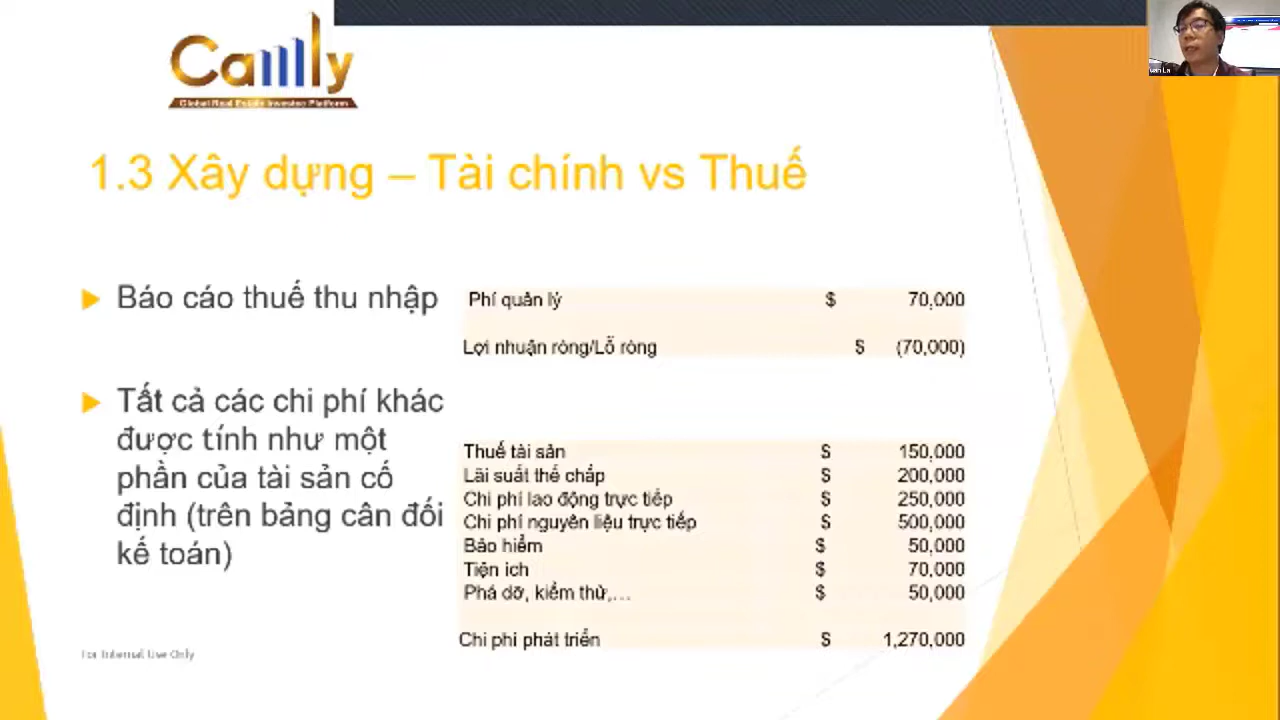 Camly
Global Real Estate Investor Platform
1.3 Xây dựng – Tài chính vs Thuế
Báo cáo thuế thu nhập
Phí quản lý $ 70,000
Lợi nhuận ròng/Lỗ ròng $ (70,000)
Tất cả các chi phí khác
được tính như một
phần của tài sản cố
định (trên bảng cân đối
kế toán)
Thuế tài sản $ 150,000
Lãi suất thế chấp $ 200,000
Chi phí lao động trực tiếp $ 250,000
Chi phí nguyên liệu trực tiếp $ 500,000
Bảo hiểm $ 50,000
Tiện ích $ 70,000
Phá dỡ, kiểm thử,… $ 50,000
Chi phí phát triển $ 1,270,000
For Internal Use Only